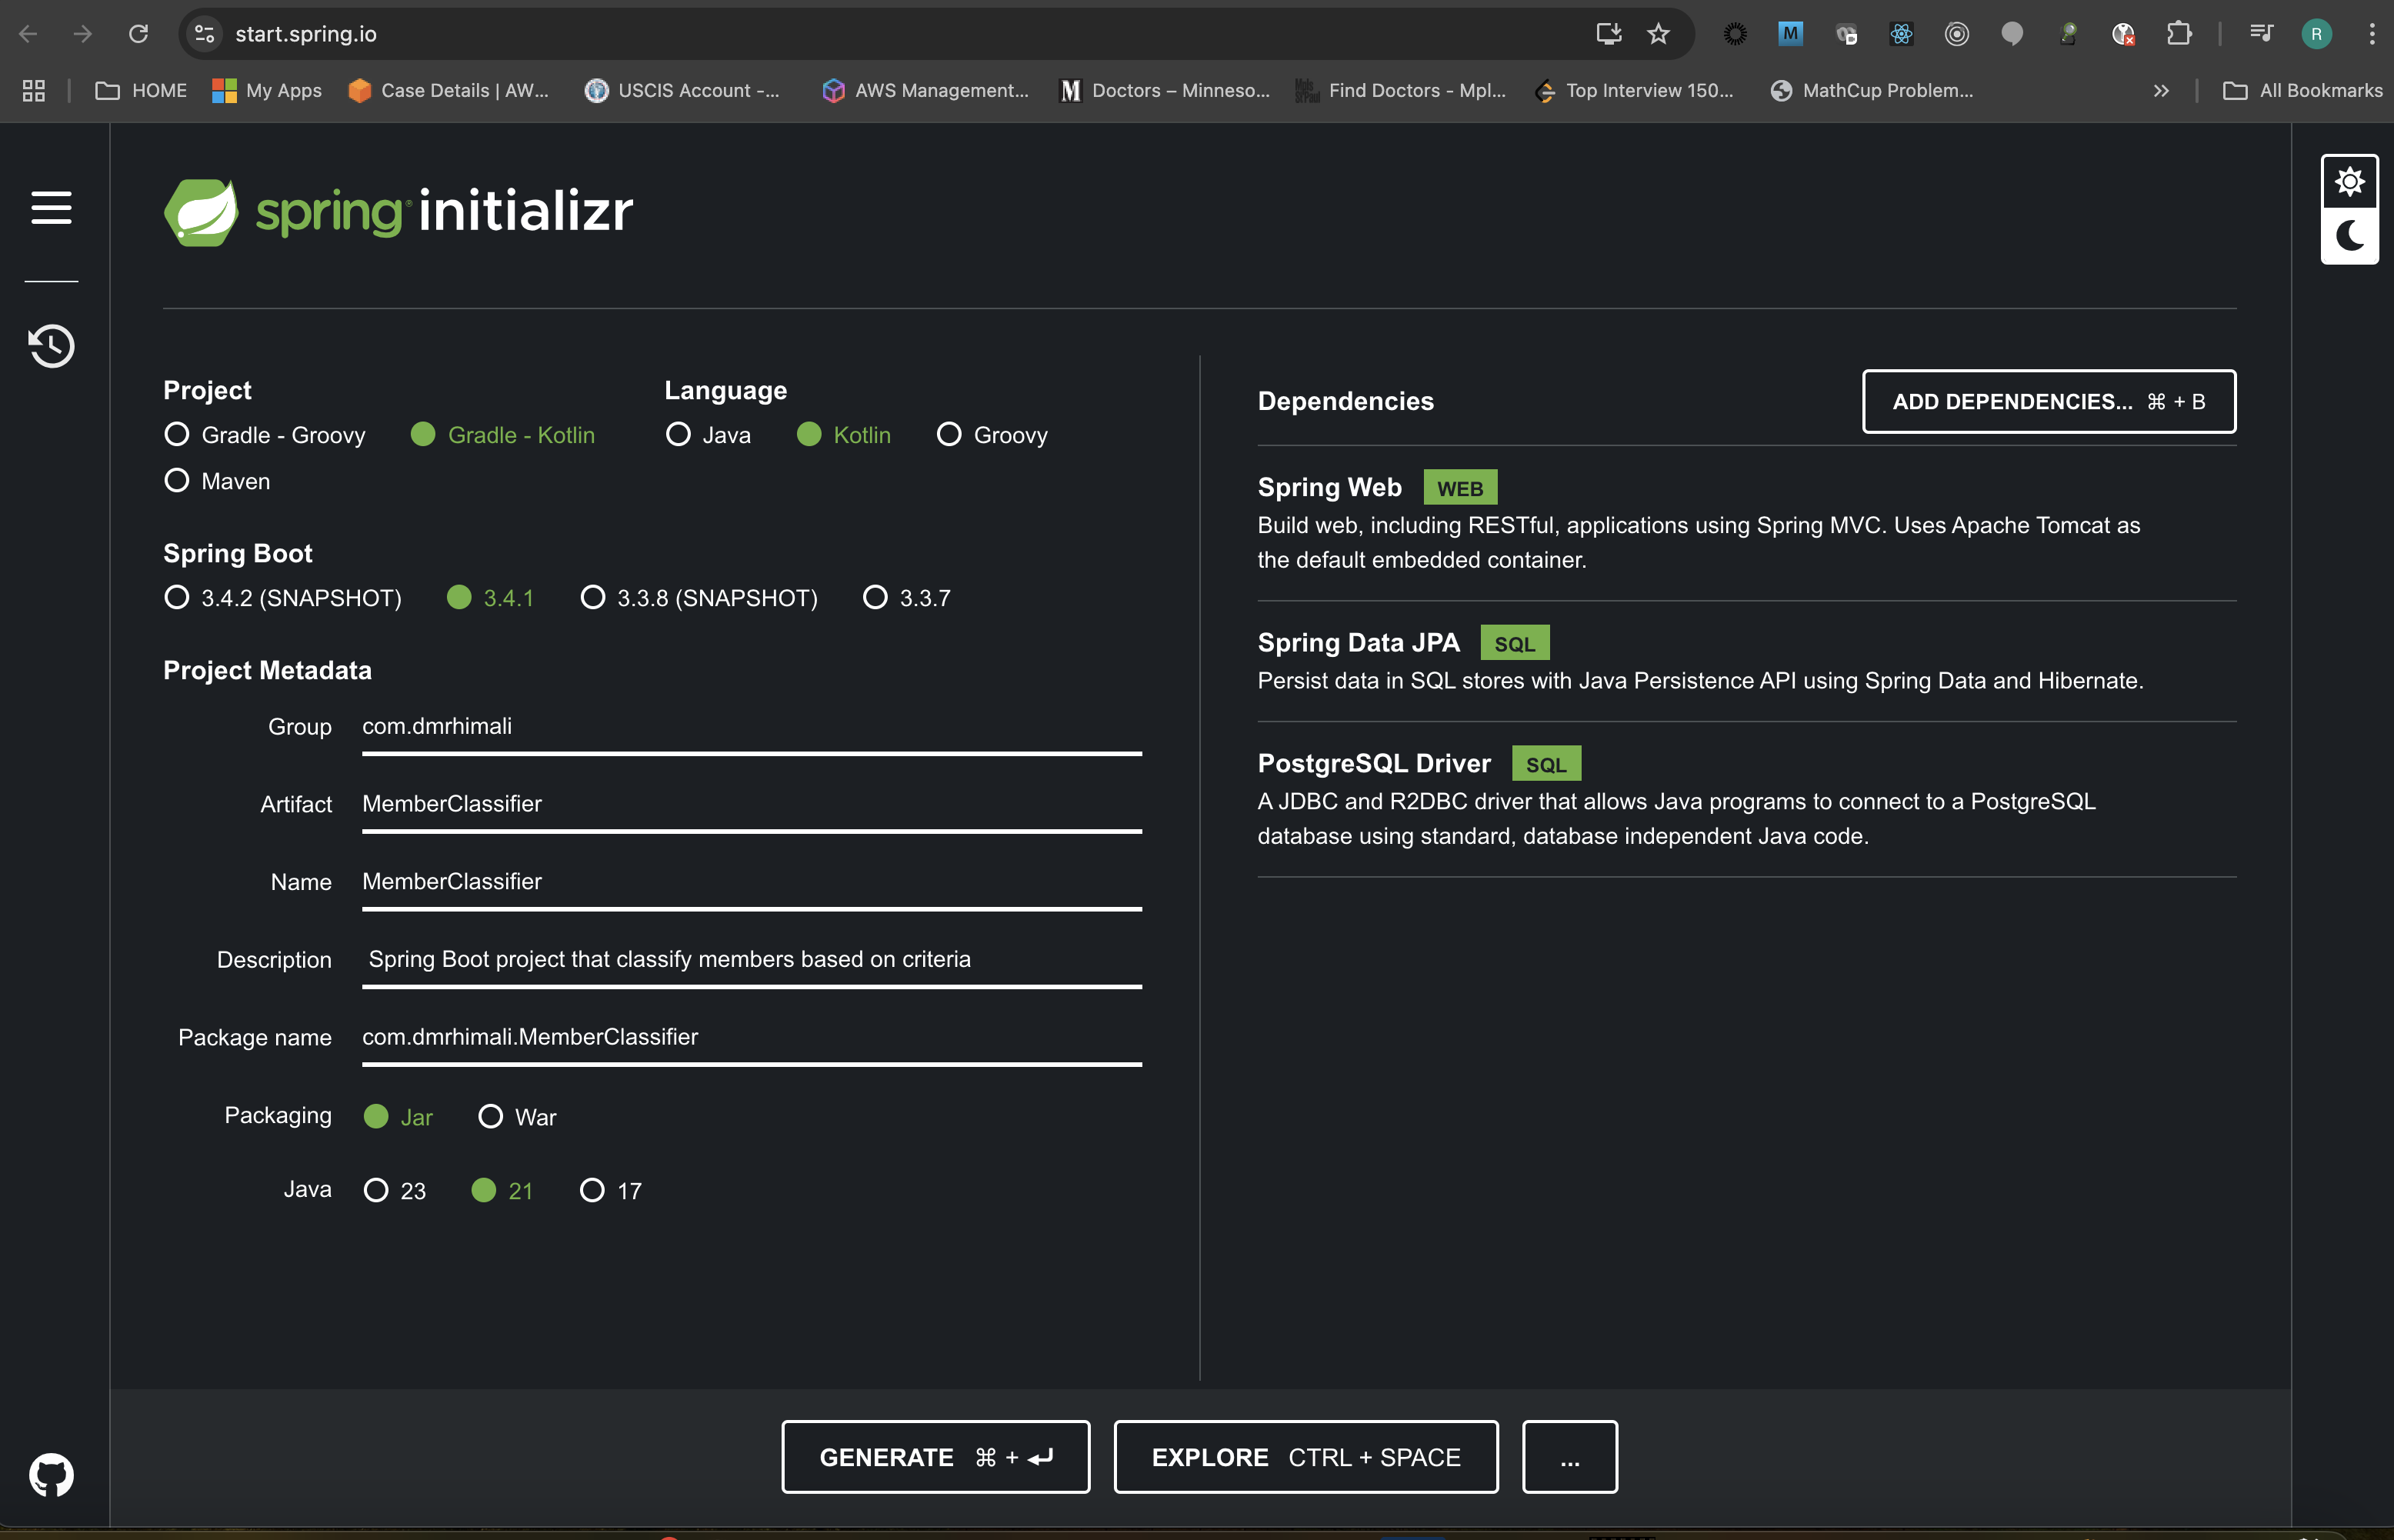 start.spring.io
M
R
HOME My Apps Case Details | AW... USCIS Account -... AWS Management... M Doctors – Minneso... Find Doctors - Mpl... Top Interview 150... MathCup Problem... All Bookmarks
spring initializr
Project
Gradle - Groovy Gradle - Kotlin
Maven
Language
Java Kotlin Groovy
Spring Boot
3.4.2 (SNAPSHOT) 3.4.1 3.3.8 (SNAPSHOT) 3.3.7
Project Metadata
Group com.dmrhimali
Artifact MemberClassifier
Name MemberClassifier
Description Spring Boot project that classify members based on criteria
Package name com.dmrhimali.MemberClassifier
Packaging Jar War
Java 23 21 17
Dependencies ADD DEPENDENCIES... ⌘ + B
Spring Web WEB
Build web, including RESTful, applications using Spring MVC. Uses Apache Tomcat as
the default embedded container.
Spring Data JPA SQL
Persist data in SQL stores with Java Persistence API using Spring Data and Hibernate.
PostgreSQL Driver SQL
A JDBC and R2DBC driver that allows Java programs to connect to a PostgreSQL
database using standard, database independent Java code.
GENERATE ⌘ + ⏎ EXPLORE CTRL + SPACE ...